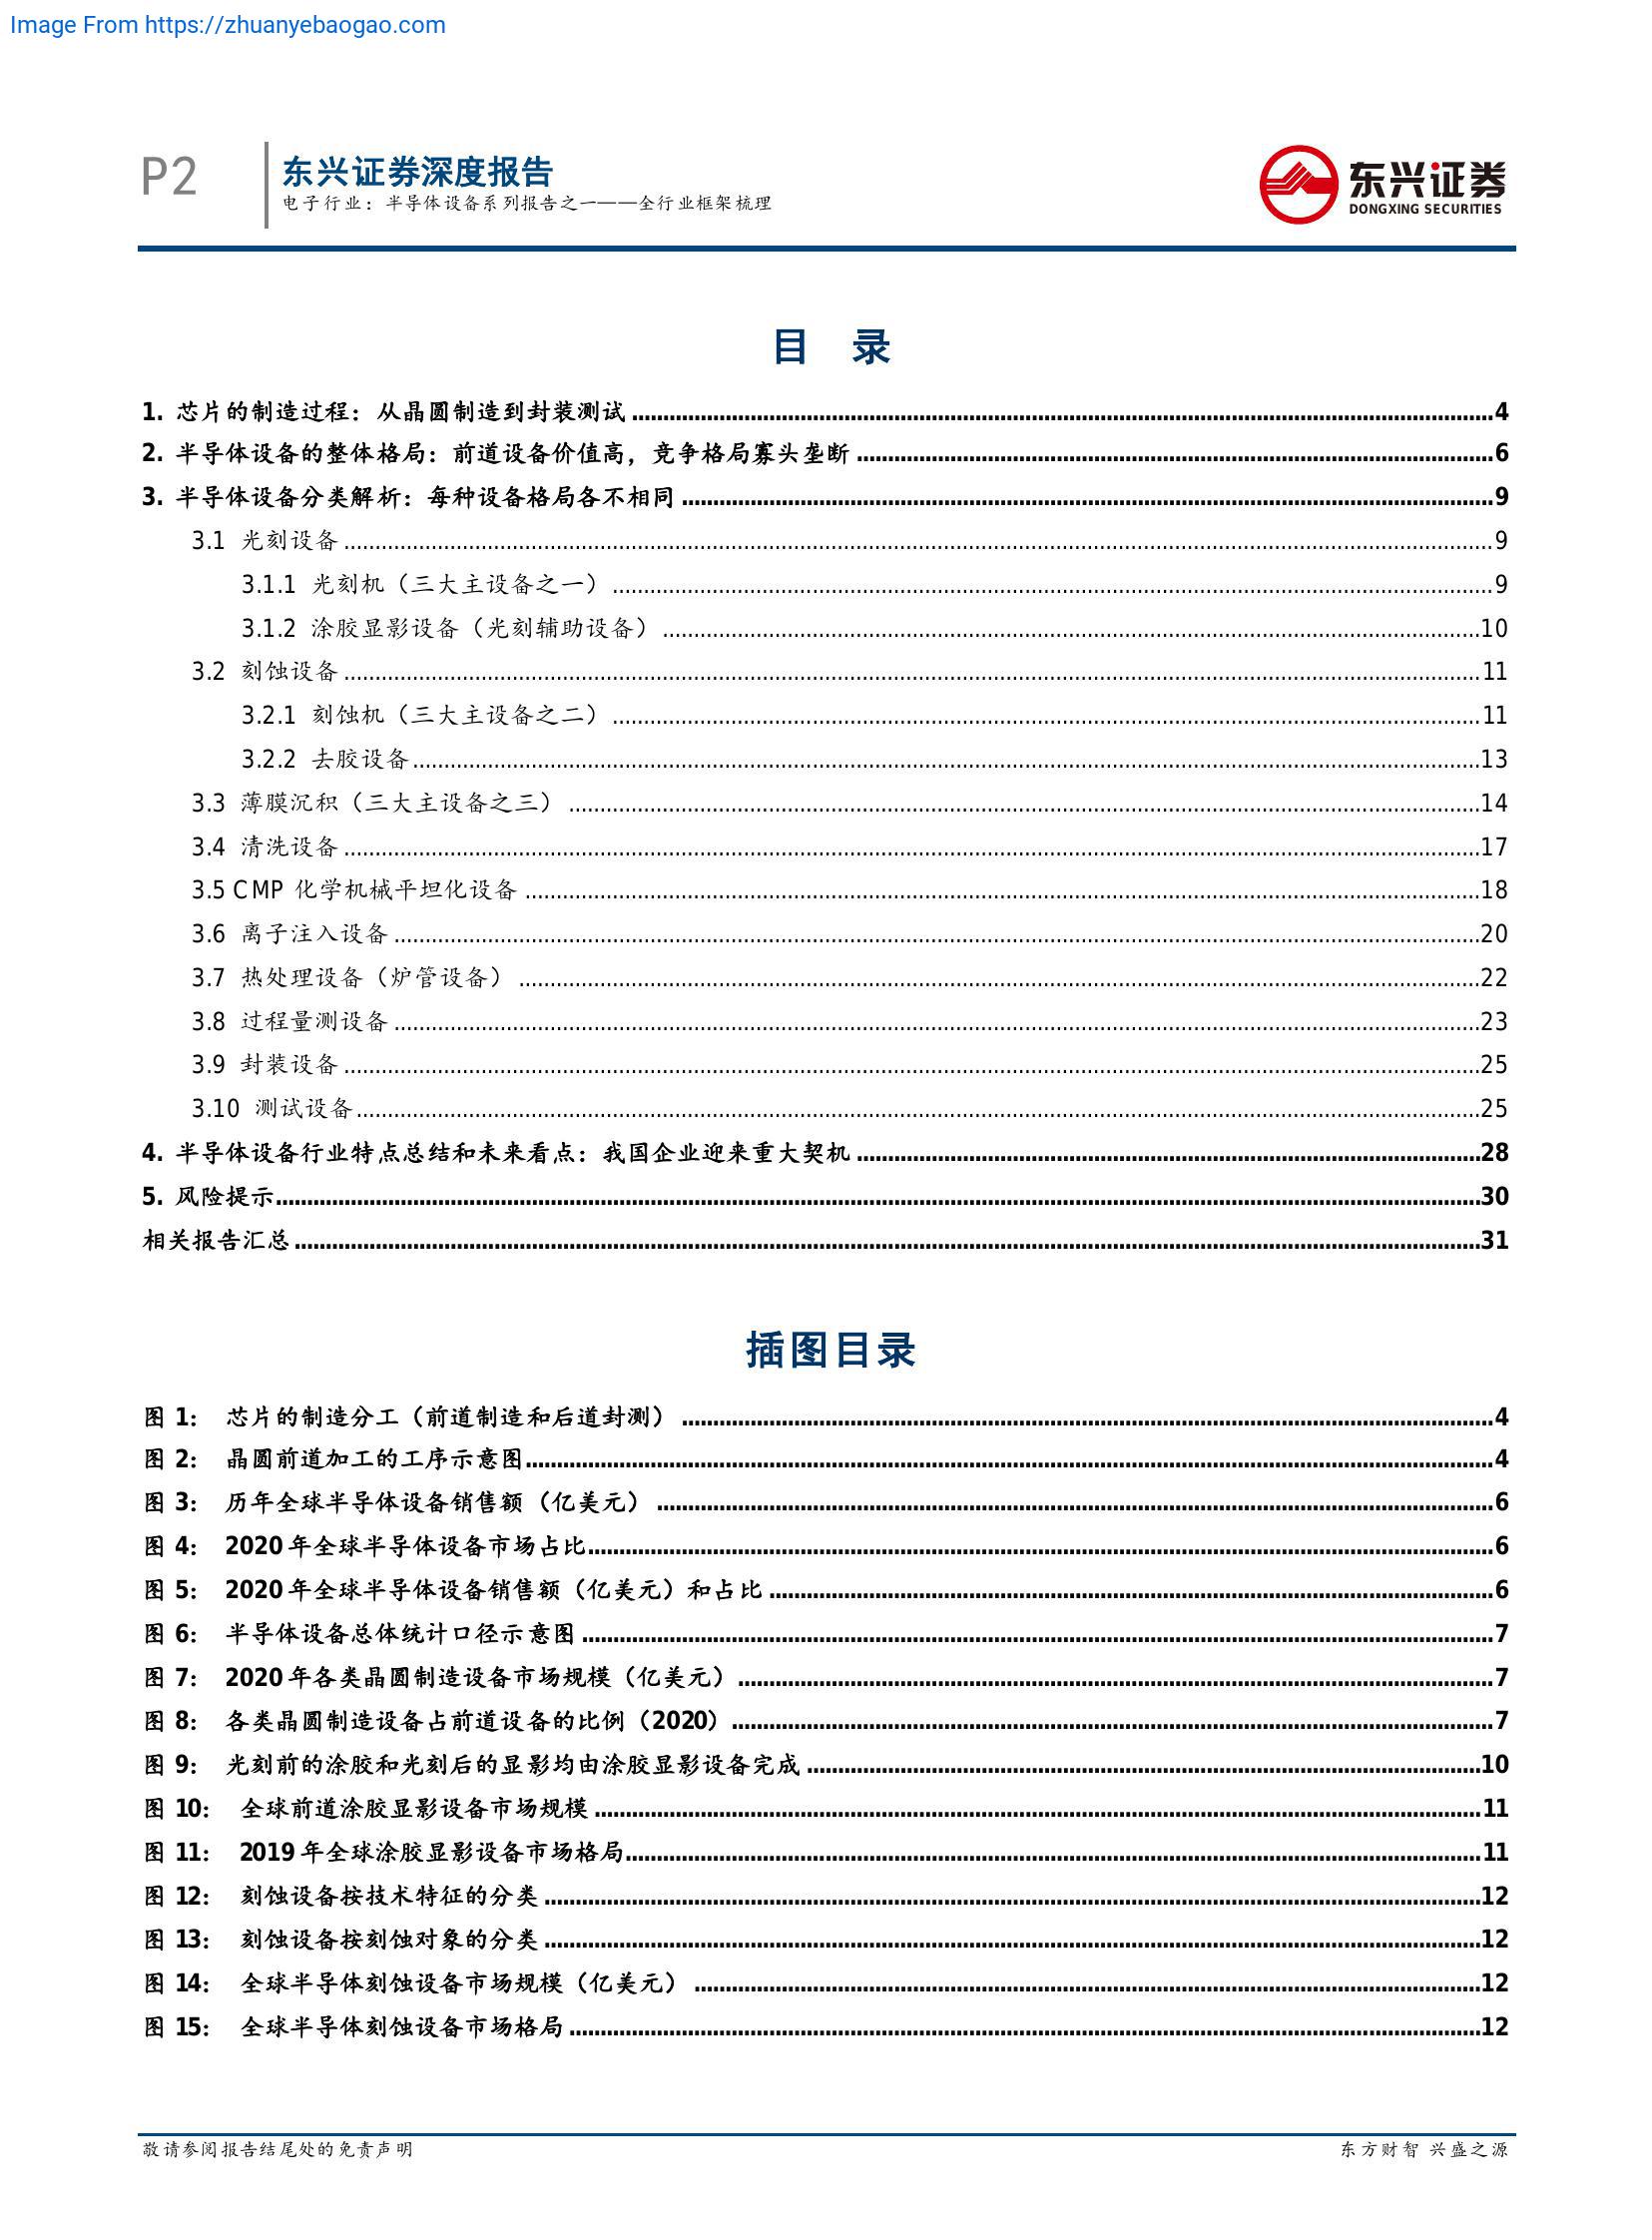 Image From https://zhuanyebaogao.com
P2
东兴证券深度报告
电子行业：半导体设备系列报告之一——全行业框架梳理
东兴证券
DONGXING SECURITIES
目 录
1. 芯片的制造过程：从晶圆制造到封装测试 ........ 4
2. 半导体设备的整体格局：前道设备价值高，竞争格局寡头垄断 ........ 6
3. 半导体设备分类解析：每种设备格局各不相同 ........ 9
3.1 光刻设备 ........ 9
3.1.1 光刻机（三大主设备之一） ........ 9
3.1.2 涂胶显影设备（光刻辅助设备） ........ 10
3.2 刻蚀设备 ........ 11
3.2.1 刻蚀机（三大主设备之二） ........ 11
3.2.2 去胶设备 ........ 13
3.3 薄膜沉积（三大主设备之三） ........ 14
3.4 清洗设备 ........ 17
3.5 CMP 化学机械平坦化设备 ........ 18
3.6 离子注入设备 ........ 20
3.7 热处理设备（炉管设备） ........ 22
3.8 过程量测设备 ........ 23
3.9 封装设备 ........ 25
3.10 测试设备 ........ 25
4. 半导体设备行业特点总结和未来看点：我国企业迎来重大契机 ........ 28
5. 风险提示 ........ 30
相关报告汇总 ........ 31
插图目录
图 1： 芯片的制造分工（前道制造和后道封测） ........ 4
图 2： 晶圆前道加工的工序示意图 ........ 4
图 3： 历年全球半导体设备销售额（亿美元） ........ 6
图 4： 2020 年全球半导体设备市场占比 ........ 6
图 5： 2020 年全球半导体设备销售额（亿美元）和占比 ........ 6
图 6： 半导体设备总体统计口径示意图 ........ 7
图 7： 2020 年各类晶圆制造设备市场规模（亿美元） ........ 7
图 8： 各类晶圆制造设备占前道设备的比例（2020） ........ 7
图 9： 光刻前的涂胶和光刻后的显影均由涂胶显影设备完成 ........ 10
图 10： 全球前道涂胶显影设备市场规模 ........ 11
图 11： 2019 年全球涂胶显影设备市场格局 ........ 11
图 12： 刻蚀设备按技术特征的分类 ........ 12
图 13： 刻蚀设备按刻蚀对象的分类 ........ 12
图 14： 全球半导体刻蚀设备市场规模（亿美元） ........ 12
图 15： 全球半导体刻蚀设备市场格局 ........ 12
敬请参阅报告结尾处的免责声明
东方财智 兴盛之源